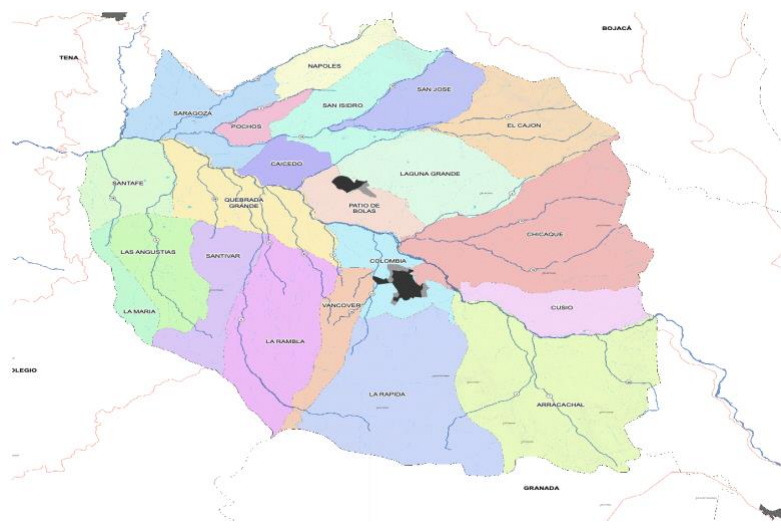 BOJACÁ
TENA
NAPOLES
SAN JOSE
SAN ISIDRO
SARAGOZA
POCHOS
EL CAJON
CAICEDO
LAGUNA GRANDE
SANTAFE
QUEBRADA
GRANDE
PATIO DE
BOLAS
CHICAQUE
LAS ANGUSTIAS
SANTIVAR
COLOMBIA
VANCOVER
CUSIO
LA MARIA
LA RAMBLA
OLEGIO
LA RAPIDA
ARRACACHAL
GRANADA